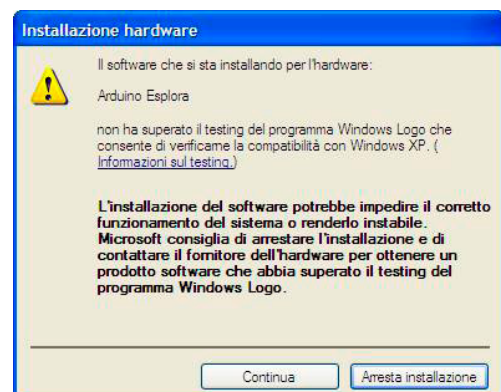 Installazione hardware
Il software che si sta installando per l'hardware:
Arduino Esplora
non ha superato il testing del programma Windows Logo che
consente di verificarne la compatibilità con Windows XP. (
Informazioni sul testing.)
L'installazione del software potrebbe impedire il corretto
funzionamento del sistema o renderlo instabile.
Microsoft consiglia di arrestare l'installazione e di
contattare il fornitore dell'hardware per ottenere un
prodotto software che abbia superato il testing del
programma Windows Logo.
Continua
Arresta installazione